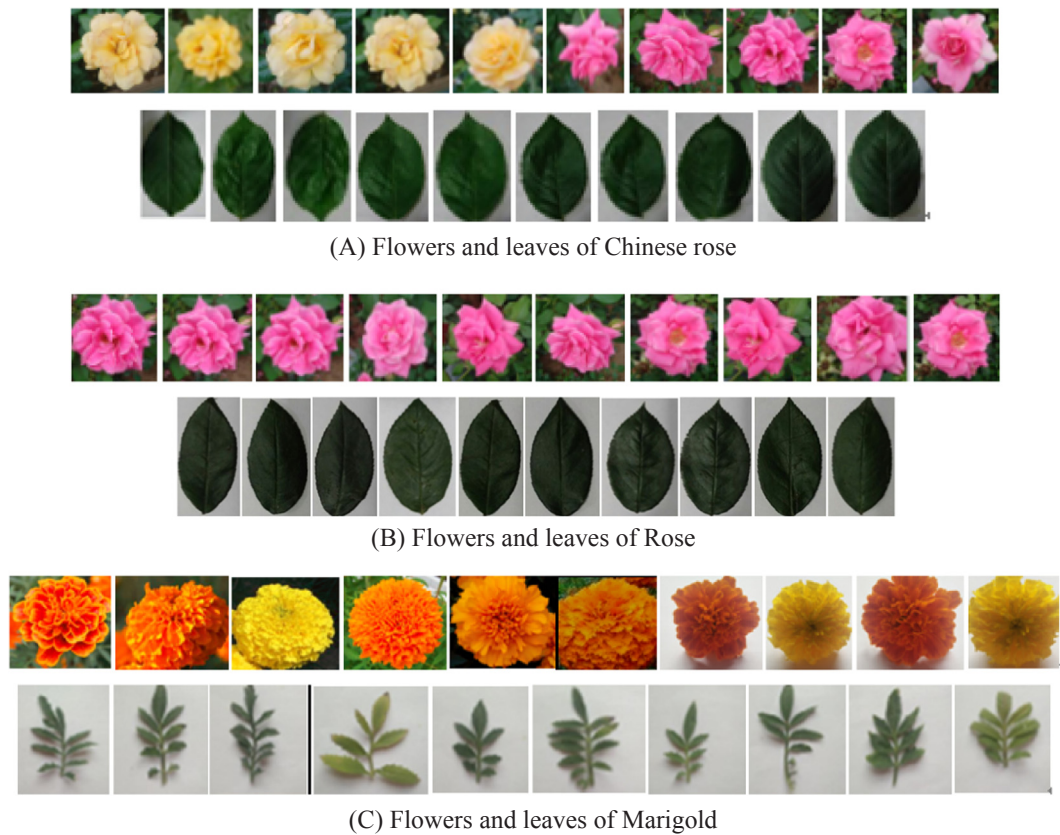 (A) Flowers and leaves of Chinese rose
(B) Flowers and leaves of Rose
(C) Flowers and leaves of Marigold